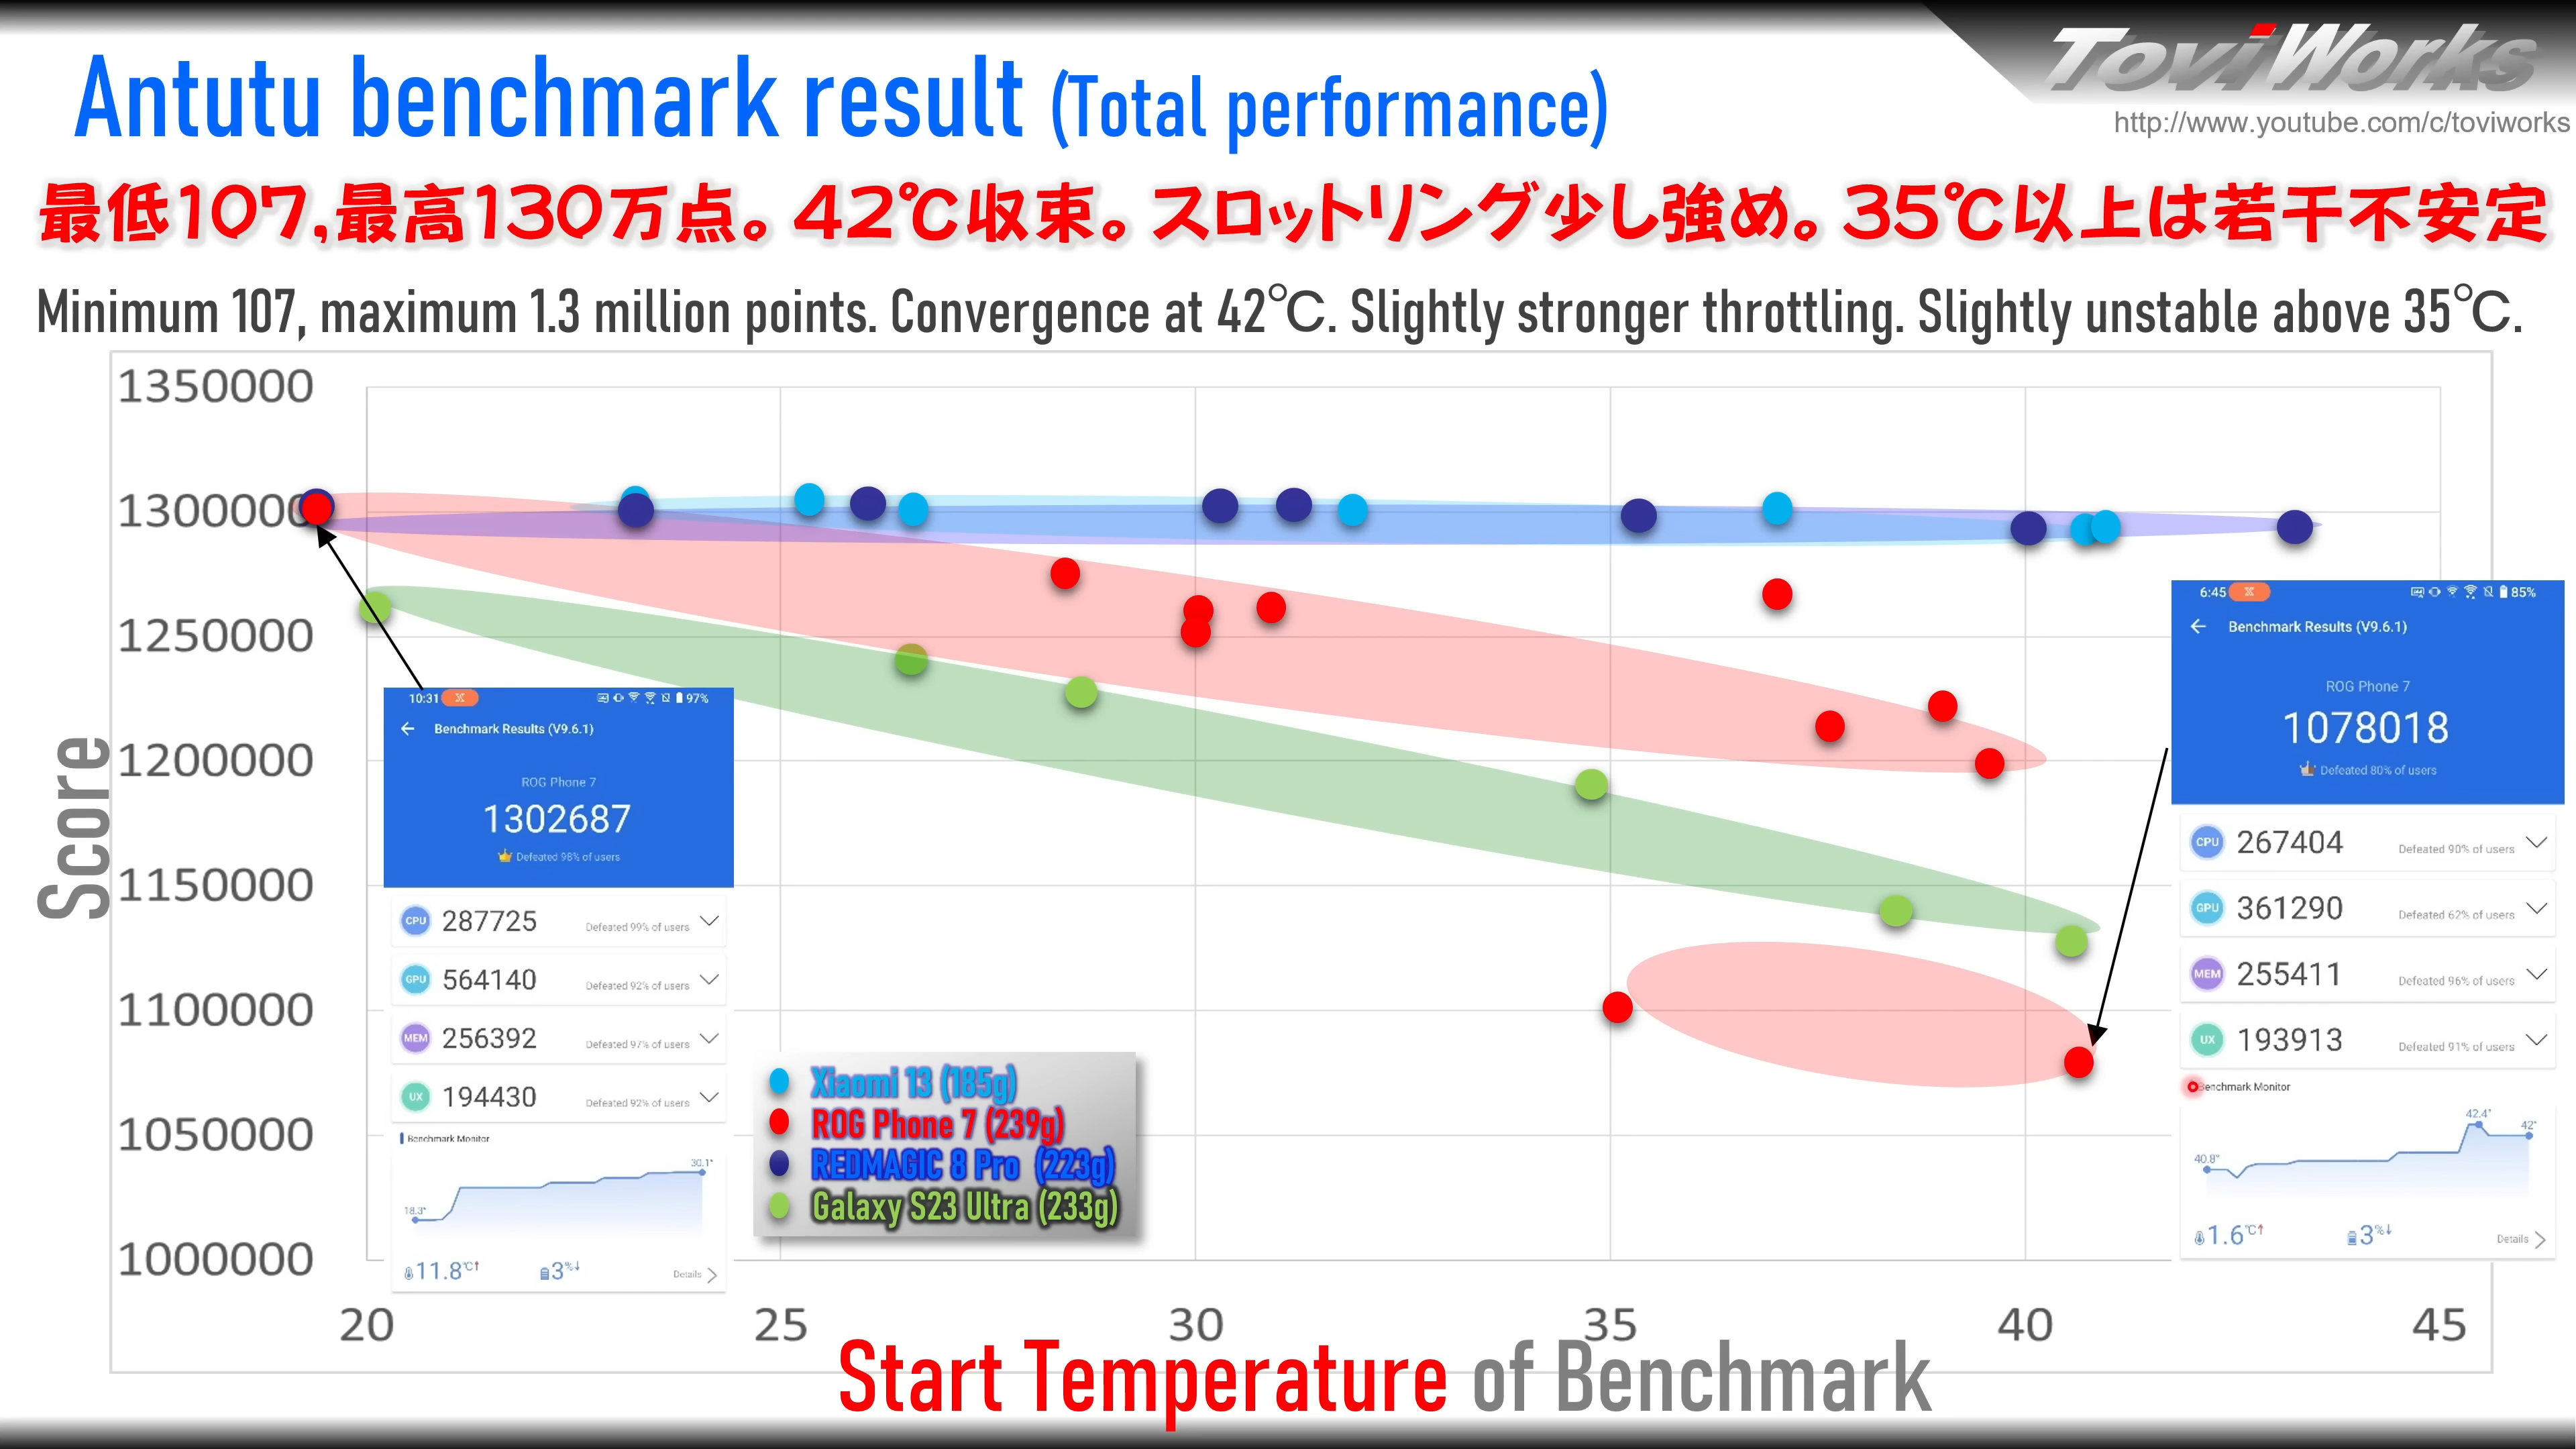 ToviWorks
http://www.youtube.com/c/toviworks
Antutu benchmark result (Total performance)
最低107,最高130万点。42℃収束。スロットリング少し強め。35℃以上は若干不安定
Minimum 107, maximum 1.3 million points. Convergence at 42℃. Slightly stronger throttling. Slightly unstable above 35℃.
Score
1350000
1300000
1250000
1200000
1150000
1100000
1050000
1000000
10:31 97%
Benchmark Results (V9.6.1)
ROG Phone 7
1302687
Defeated 98% of users
CPU 287725 Defeated 99% of users
GPU 564140 Defeated 92% of users
MEM 256392 Defeated 97% of users
UX 194430 Defeated 92% of users
Benchmark Monitor
18.3° 30.1°
11.8℃↑ 3%↓ Details
Xiaomi 13 (185g)
ROG Phone 7 (239g)
REDMAGIC 8 Pro (223g)
Galaxy S23 Ultra (233g)
6:45 85%
Benchmark Results (V9.6.1)
ROG Phone 7
1078018
Defeated 80% of users
CPU 267404 Defeated 90% of users
GPU 361290 Defeated 62% of users
MEM 255411 Defeated 96% of users
UX 193913 Defeated 91% of users
Benchmark Monitor
40.8° 42.4° 42°
1.6℃↑ 3%↓ Details
20 25 30 35 40 45
Start Temperature of Benchmark